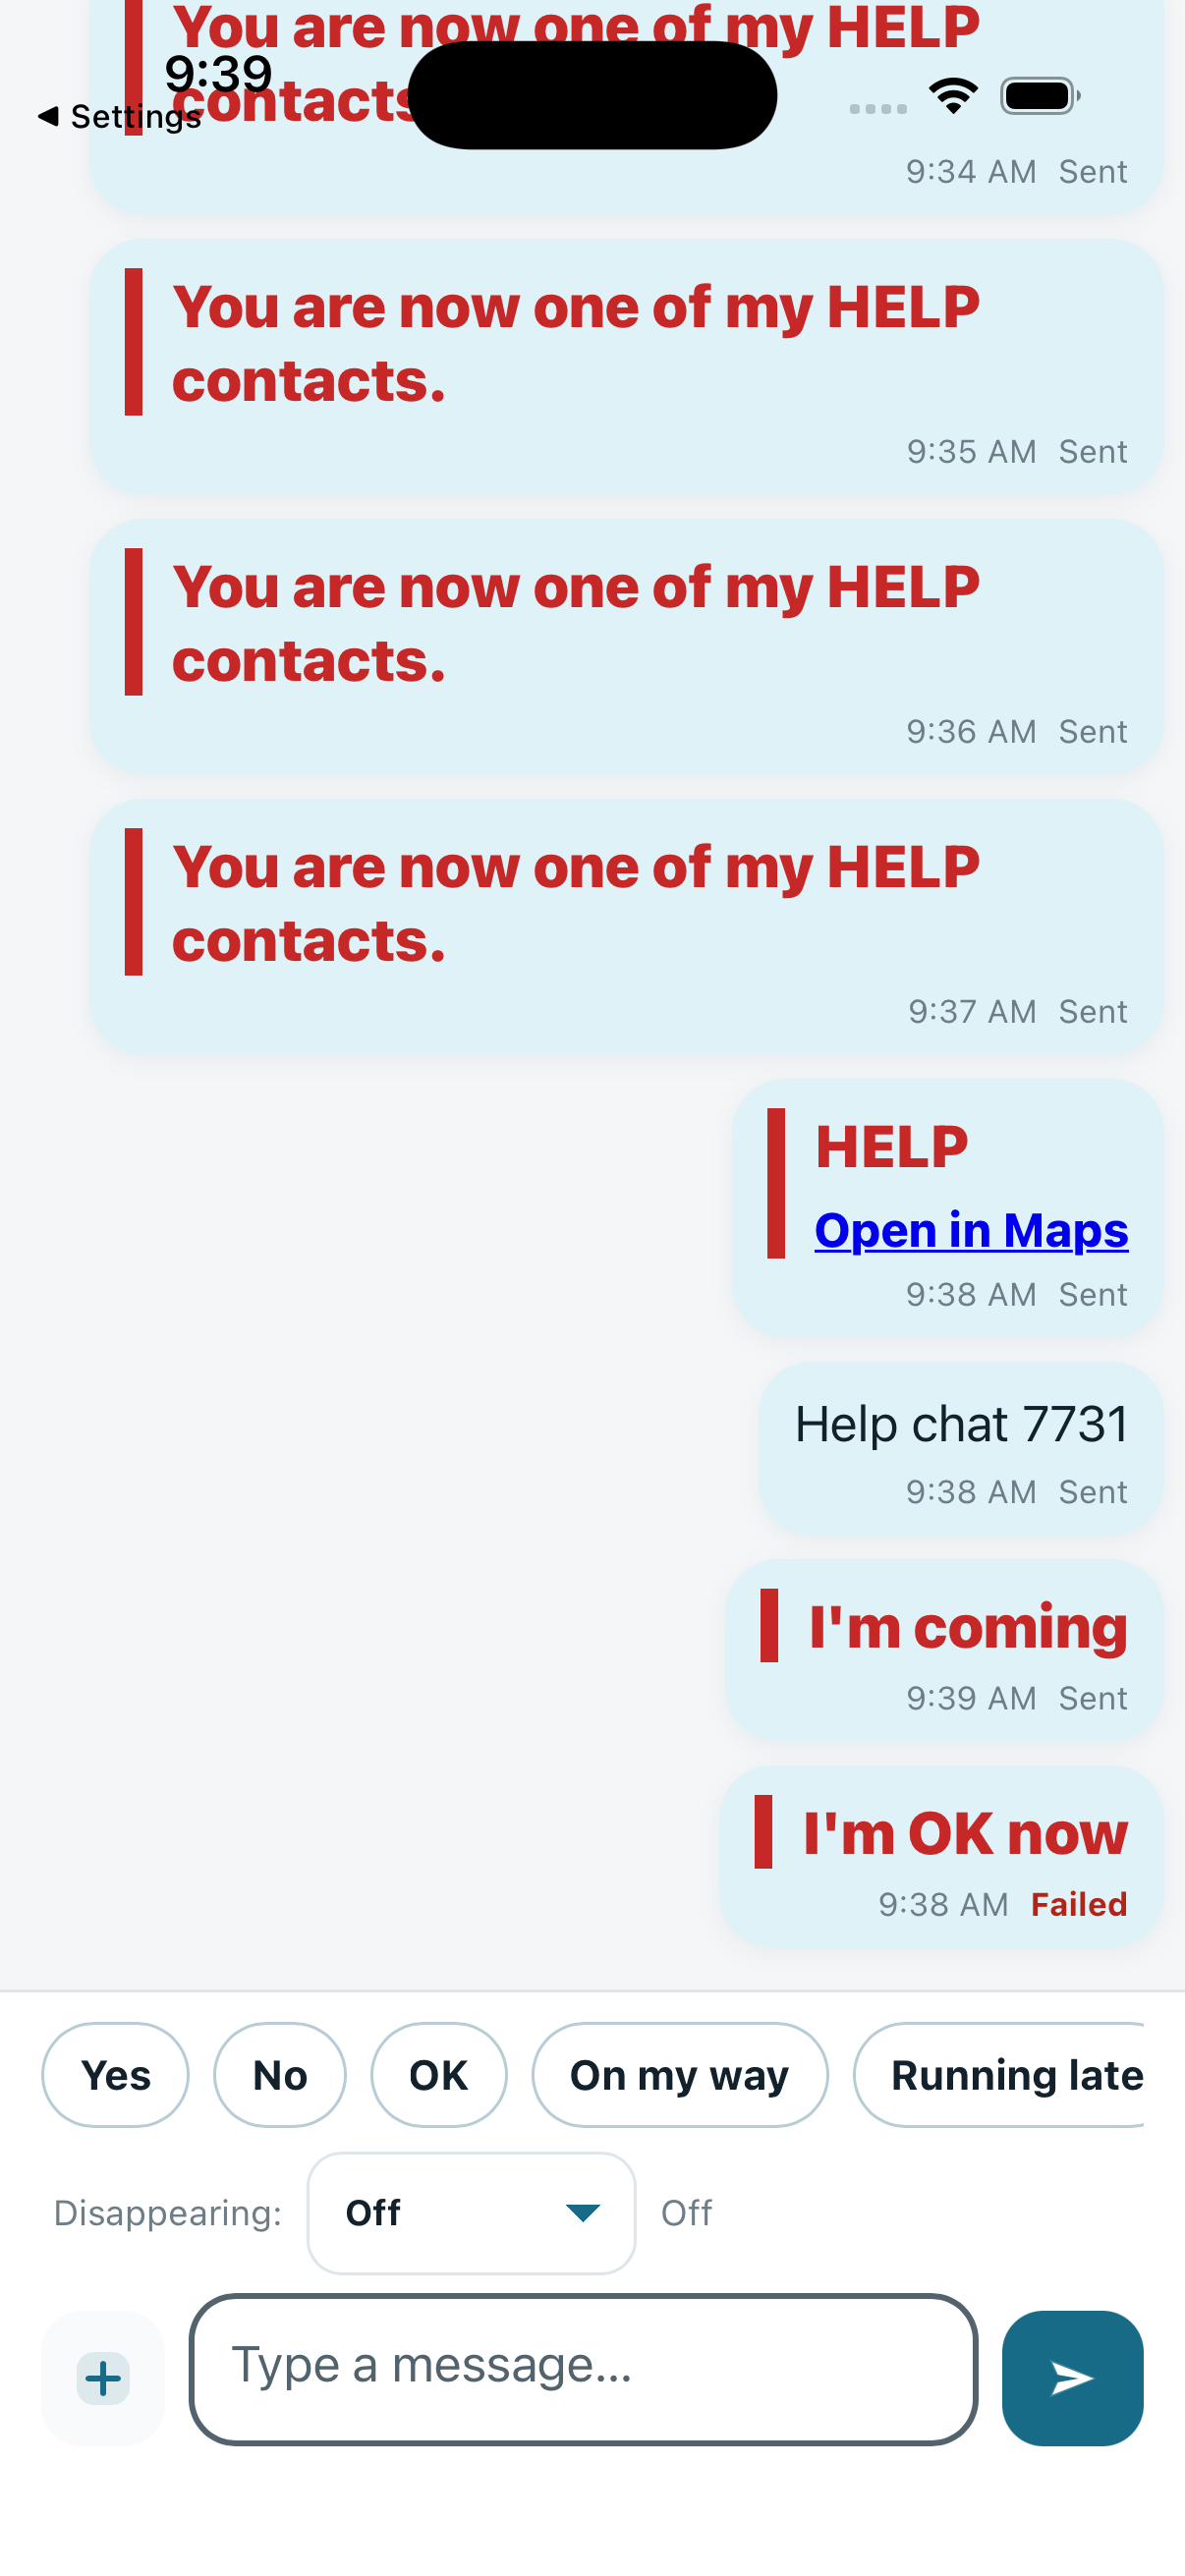 You are now one of my HELP
contacts
9:39
Settings
9:34 AM Sent
You are now one of my HELP
contacts.
9:35 AM Sent
You are now one of my HELP
contacts.
9:36 AM Sent
You are now one of my HELP
contacts.
9:37 AM Sent
HELP
Open in Maps
9:38 AM Sent
Help chat 7731
9:38 AM Sent
I'm coming
9:39 AM Sent
I'm OK now
9:38 AM Failed
Yes No OK On my way Running late
Disappearing: Off Off
Type a message...